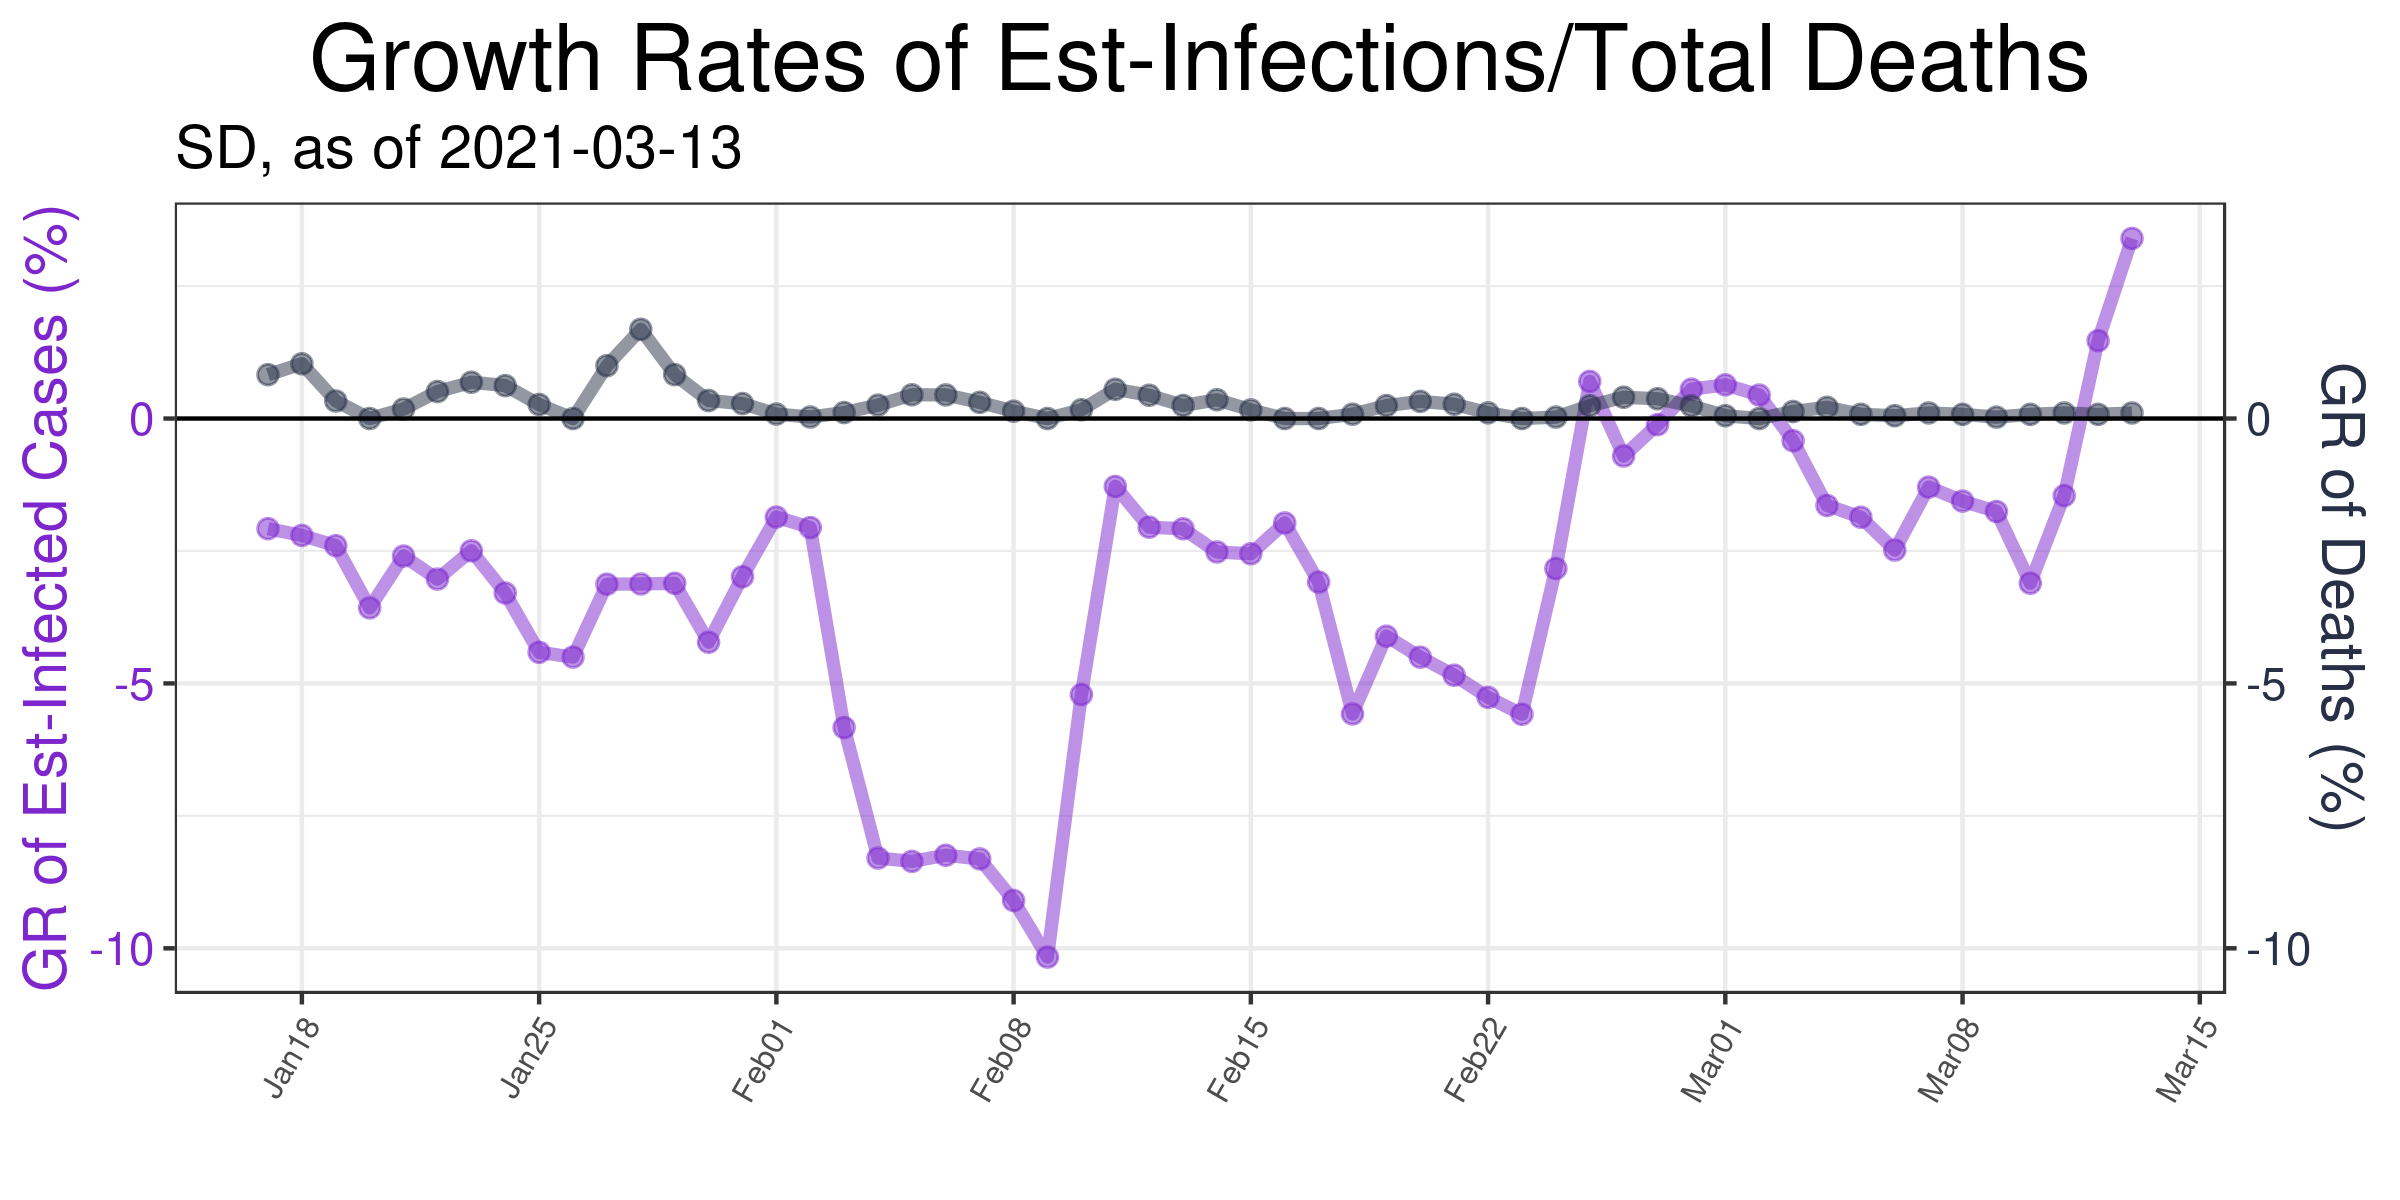 Growth Rates of Est-Infections/Total Deaths
SD, as of 2021-03-13
GR of Est-Infected Cases (%)
0
-5
-10
GR of Deaths (%)
0
-5
-10
Jan18
Jan25
Feb01
Feb08
Feb15
Feb22
Mar01
Mar08
Mar15